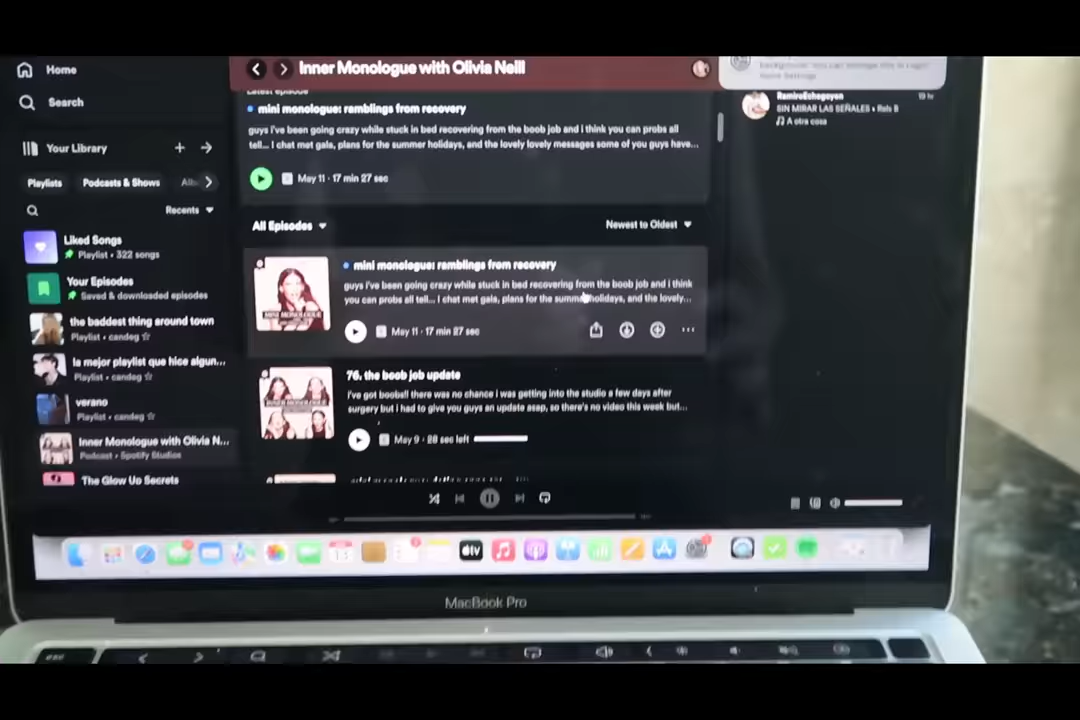 Home
Search
Your Library
Playlists
Podcasts & Shows
Recents
Liked Songs
Playlist • 322 songs
Your Episodes
Saved & downloaded episodes
the baddest thing around town
Playlist • candeg ☆
la mejor playlist que hice algun...
Playlist • candeg ☆
verano
Playlist • candeg ☆
Inner Monologue with Olivia N...
Podcast • Spotify Studios
The Glow Up Secrets
Inner Monologue with Olivia Neill
Latest episode
mini monologue: ramblings from recovery
guys i've been going crazy while stuck in bed recovering from the boob job and i think you can probs all
tell... I chat met gala, plans for the summer holidays, and the lovely lovely messages some of you guys have...
May 11 · 17 min 27 sec
All Episodes
Newest to Oldest
MINI MONOLOGUE
mini monologue: ramblings from recovery
guys i've been going crazy while stuck in bed recovering from the boob job and i think
you can probs all tell... I chat met gala, plans for the summer holidays, and the lovely...
May 11 · 17 min 27 sec
INNER MONOLOGUE
76. the boob job update
I've got boobs!! there was no chance i was getting into the studio a few days after
surgery but i had to give you guys an update asap, so there's no video this week but...
May 9 · 28 sec left
RamiroEchegoyen
19 hr
SIN MIRAR LAS SEÑALES • Rels B
A otra cosa
tv
MacBook Pro
esc